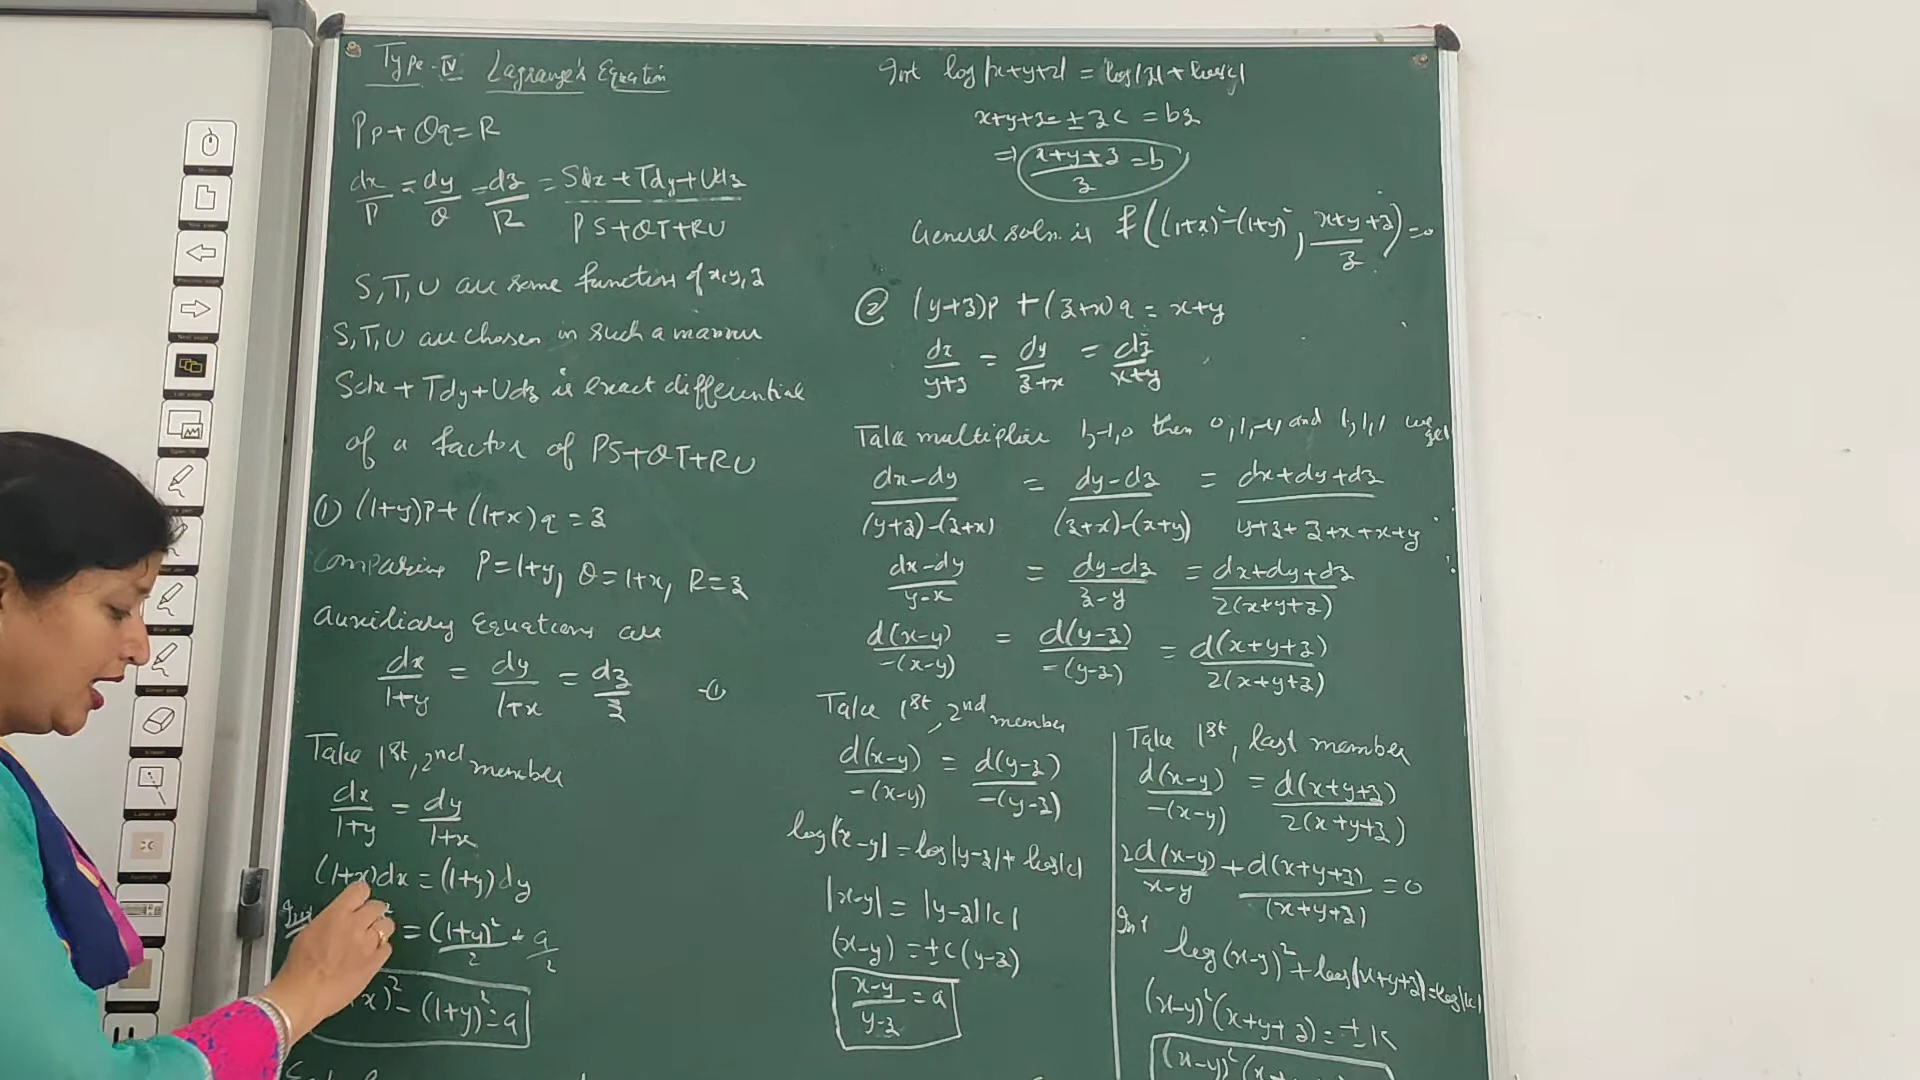 Type-IV Lagrange's Equation
Pp + Qq = R
dx/P = dy/Q = dz/R = Sdx + Tdy + Udz / PS + QT + RU
S, T, U are some function of x, y, z
S, T, U are chosen in such a manner
Sdx + Tdy + Udz is exact differential
of a factor of PS + QT + RU
① (1+y)p + (1+x)q = z
Comparing P = 1+y, Q = 1+x, R = z
Auxiliary Equations are
dx/1+y = dy/1+x = dz/z -①
Take 1st, 2nd member
dx/1+y = dy/1+x
(1+x)dx = (1+y)dy
Int = (1+y)²/2 + a/2
x)² - (1+y)² = a
Int log|x+y+z| = log|z| + log|c|
x+y+z = ± zc = bz
⇒ x+y+z/z = b
General soln. is f((1+x)² - (1+y)², x+y+z/z) = 0
② (y+z)p + (z+x)q = x+y
dx/y+z = dy/z+x = dz/x+y
Take multiplier 1,-1,0 then 0,1,-1, and 1,1,1 we get
dx-dy/(y+z)-(z+x) = dy-dz/(z+x)-(x+y) = dx+dy+dz/y+z+z+x+x+y
dx-dy/y-x = dy-dz/z-y = dx+dy+dz/2(x+y+z)
d(x-y)/-(x-y) = d(y-z)/-(y-z) = d(x+y+z)/2(x+y+z)
Take 1st, 2nd member
d(x-y)/-(x-y) = d(y-z)/-(y-z)
log|x-y| = log|y-z| + log|c|
|x-y| = |y-z||c|
(x-y) = ±c(y-z)
x-y/y-z = a
Take 1st, last member
d(x-y)/-(x-y) = d(x+y+z)/2(x+y+z)
2d(x-y)/x-y + d(x+y+z)/(x+y+z) = 0
Int
log(x-y)² + log|x+y+z| = log|k|
(x-y)²(x+y+z) = ± k
(x-y)²(x+